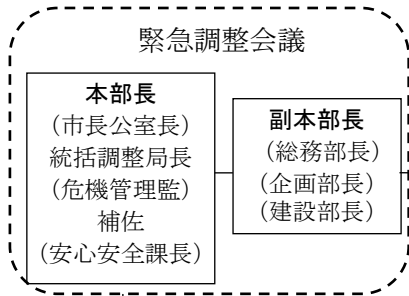 緊急調整会議
本部長
(市長公室長)
統括調整局長
(危機管理監)
補佐
(安心安全課長)
副本部長
(総務部長)
(企画部長)
(建設部長)